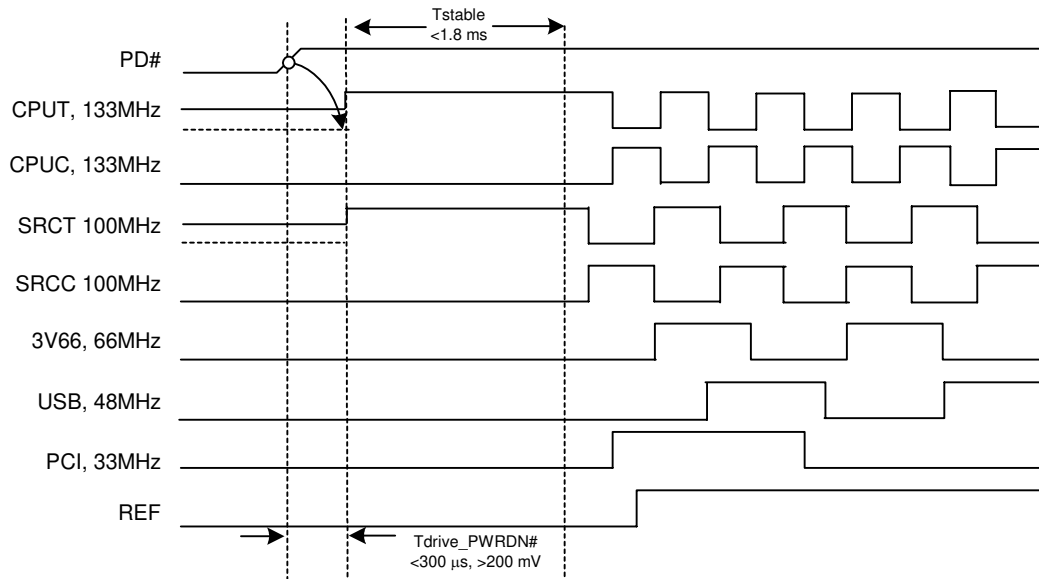 Tstable
<1.8 ms
PD#
CPUT, 133MHz
CPUC, 133MHz
SRCT 100MHz
SRCC 100MHz
3V66, 66MHz
USB, 48MHz
PCI, 33MHz
REF
Tdrive_PWRDN#
<300 μs, >200 mV